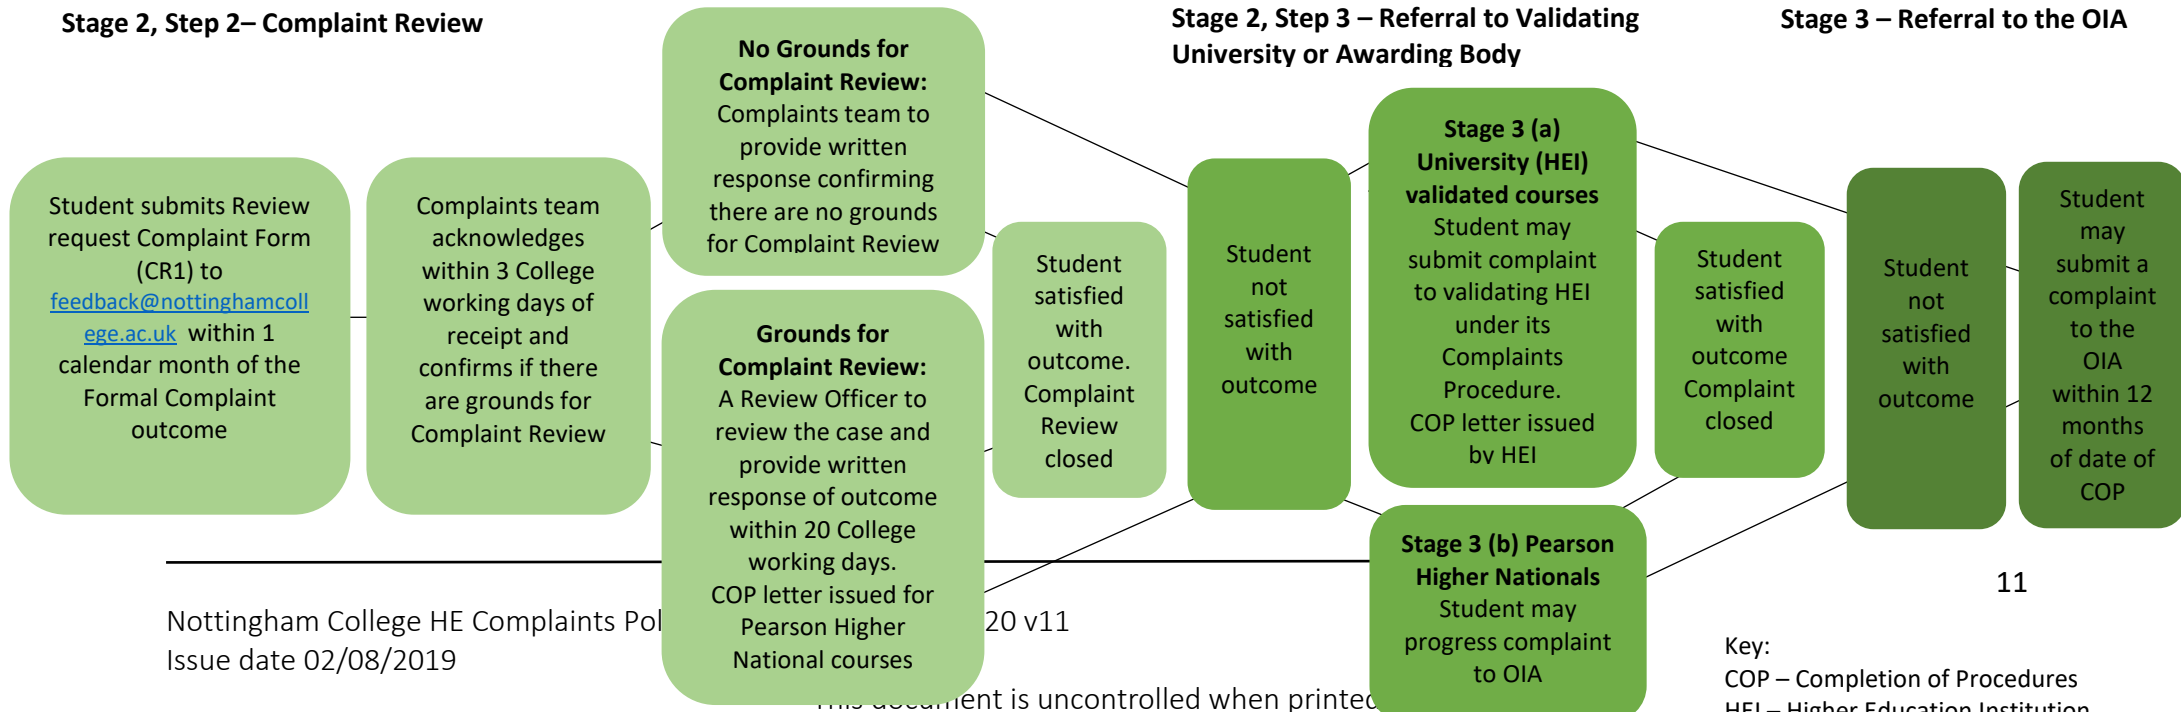 Stage 2, Step 2– Complaint Review
Student submits Review
request Complaint Form
(CR1) to
feedback@nottinghamcoll
ege.ac.uk within 1
calendar month of the
Formal Complaint
outcome
Complaints team
acknowledges
within 3 College
working days of
receipt and
confirms if there
are grounds for
Complaint Review
No Grounds for
Complaint Review:
Complaints team to
provide written
response confirming
there are no grounds
for Complaint Review
Grounds for
Complaint Review:
A Review Officer to
review the case and
provide written
response of outcome
within 20 College
working days.
COP letter issued for
Pearson Higher
National courses
Student
satisfied
with
outcome.
Complaint
Review
closed
Stage 2, Step 3 – Referral to Validating
University or Awarding Body
Student
not
satisfied
with
outcome
Stage 3 (a)
University (HEI)
validated courses
Student may
submit complaint
to validating HEI
under its
Complaints
Procedure.
COP letter issued
by HEI
Stage 3 (b) Pearson
Higher Nationals
Student may
progress complaint
to OIA
Student
satisfied
with
outcome
Complaint
closed
Stage 3 – Referral to the OIA
Student
not
satisfied
with
outcome
Student
may
submit a
complaint
to the
OIA
within 12
months
of date of
COP
11
Nottingham College HE Complaints Pol 20 v11
Issue date 02/08/2019
This document is uncontrolled when printed
Key:
COP – Completion of Procedures
HEI – Higher Education Institution